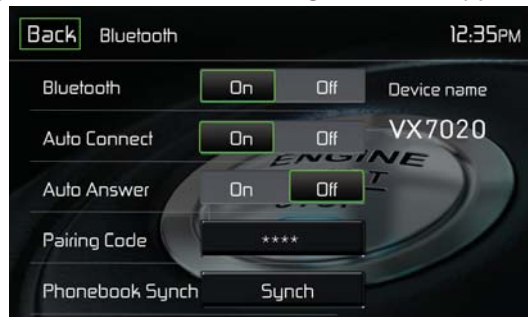 Back Bluetooth 12:35PM
Bluetooth On Off Device name
Auto Connect On Off VX7020
ENGINE
Auto Answer On Off
Pairing Code ****
Phonebook Synch Synch